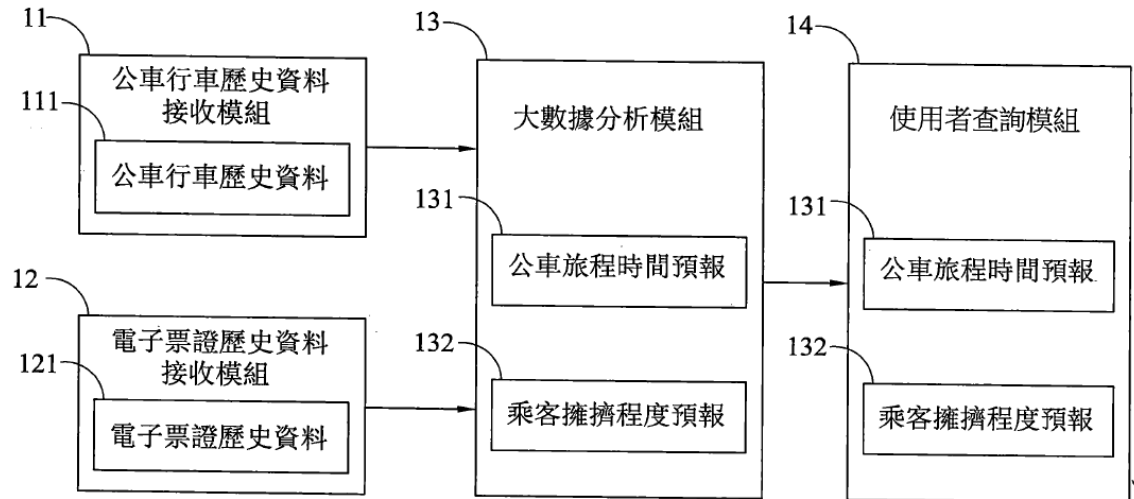 11
公車行車歷史資料
接收模組
111
公車行車歷史資料
12
電子票證歷史資料
接收模組
121
電子票證歷史資料
13
大數據分析模組
131
公車旅程時間預報
132
乘客擁擠程度預報
14
使用者查詢模組
131
公車旅程時間預報
132
乘客擁擠程度預報